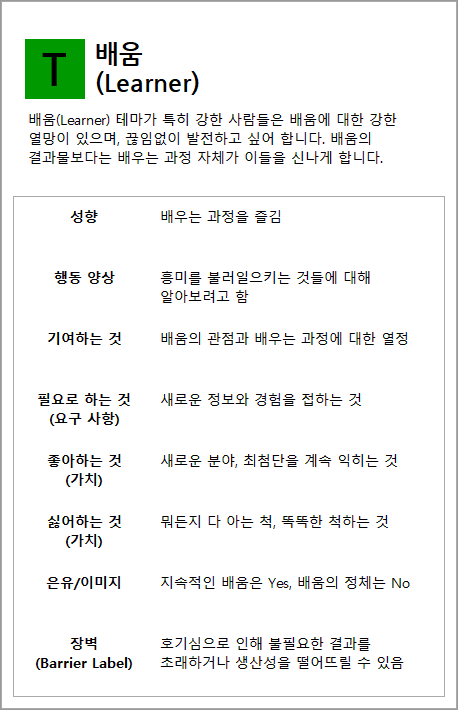 T
배움
(Learner)
배움(Learner) 테마가 특히 강한 사람들은 배움에 대한 강한
열망이 있으며, 끊임없이 발전하고 싶어 합니다. 배움의
결과물보다는 배우는 과정 자체가 이들을 신나게 합니다.
성향 배우는 과정을 즐김
행동 양상 흥미를 불러일으키는 것들에 대해
알아보려고 함
기여하는 것 배움의 관점과 배우는 과정에 대한 열정
필요로 하는 것 새로운 정보와 경험을 접하는 것
(요구 사항)
좋아하는 것 새로운 분야, 최첨단을 계속 익히는 것
(가치)
싫어하는 것 뭐든지 다 아는 척, 똑똑한 척하는 것
(가치)
은유/이미지 지속적인 배움은 Yes, 배움의 정체는 No
장벽 호기심으로 인해 불필요한 결과를
(Barrier Label) 초래하거나 생산성을 떨어뜨릴 수 있음